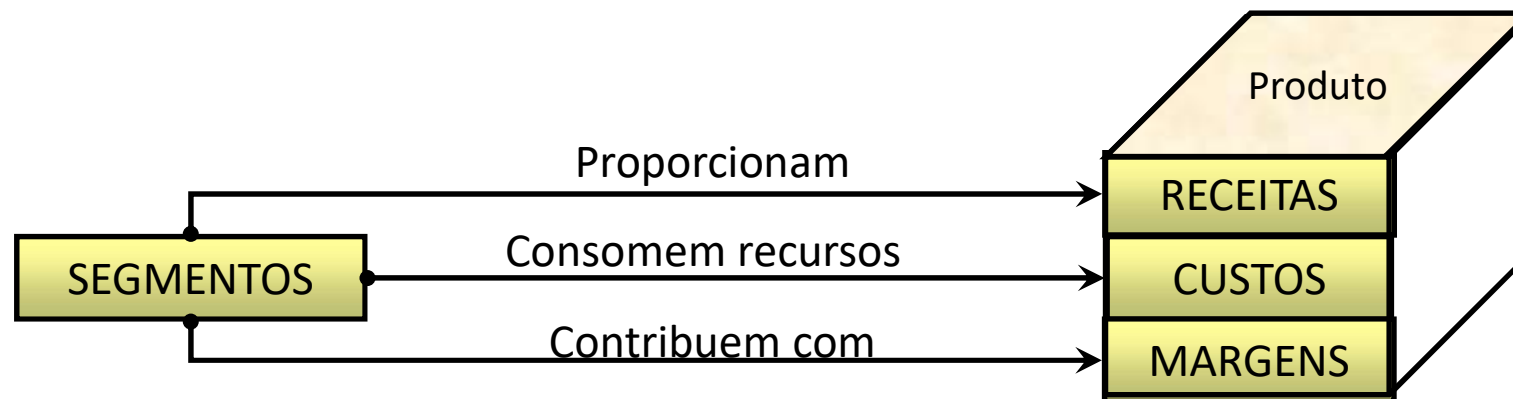 Produto
Proporcionam
RECEITAS
Consomem recursos
SEGMENTOS
CUSTOS
Contribuem com
MARGENS